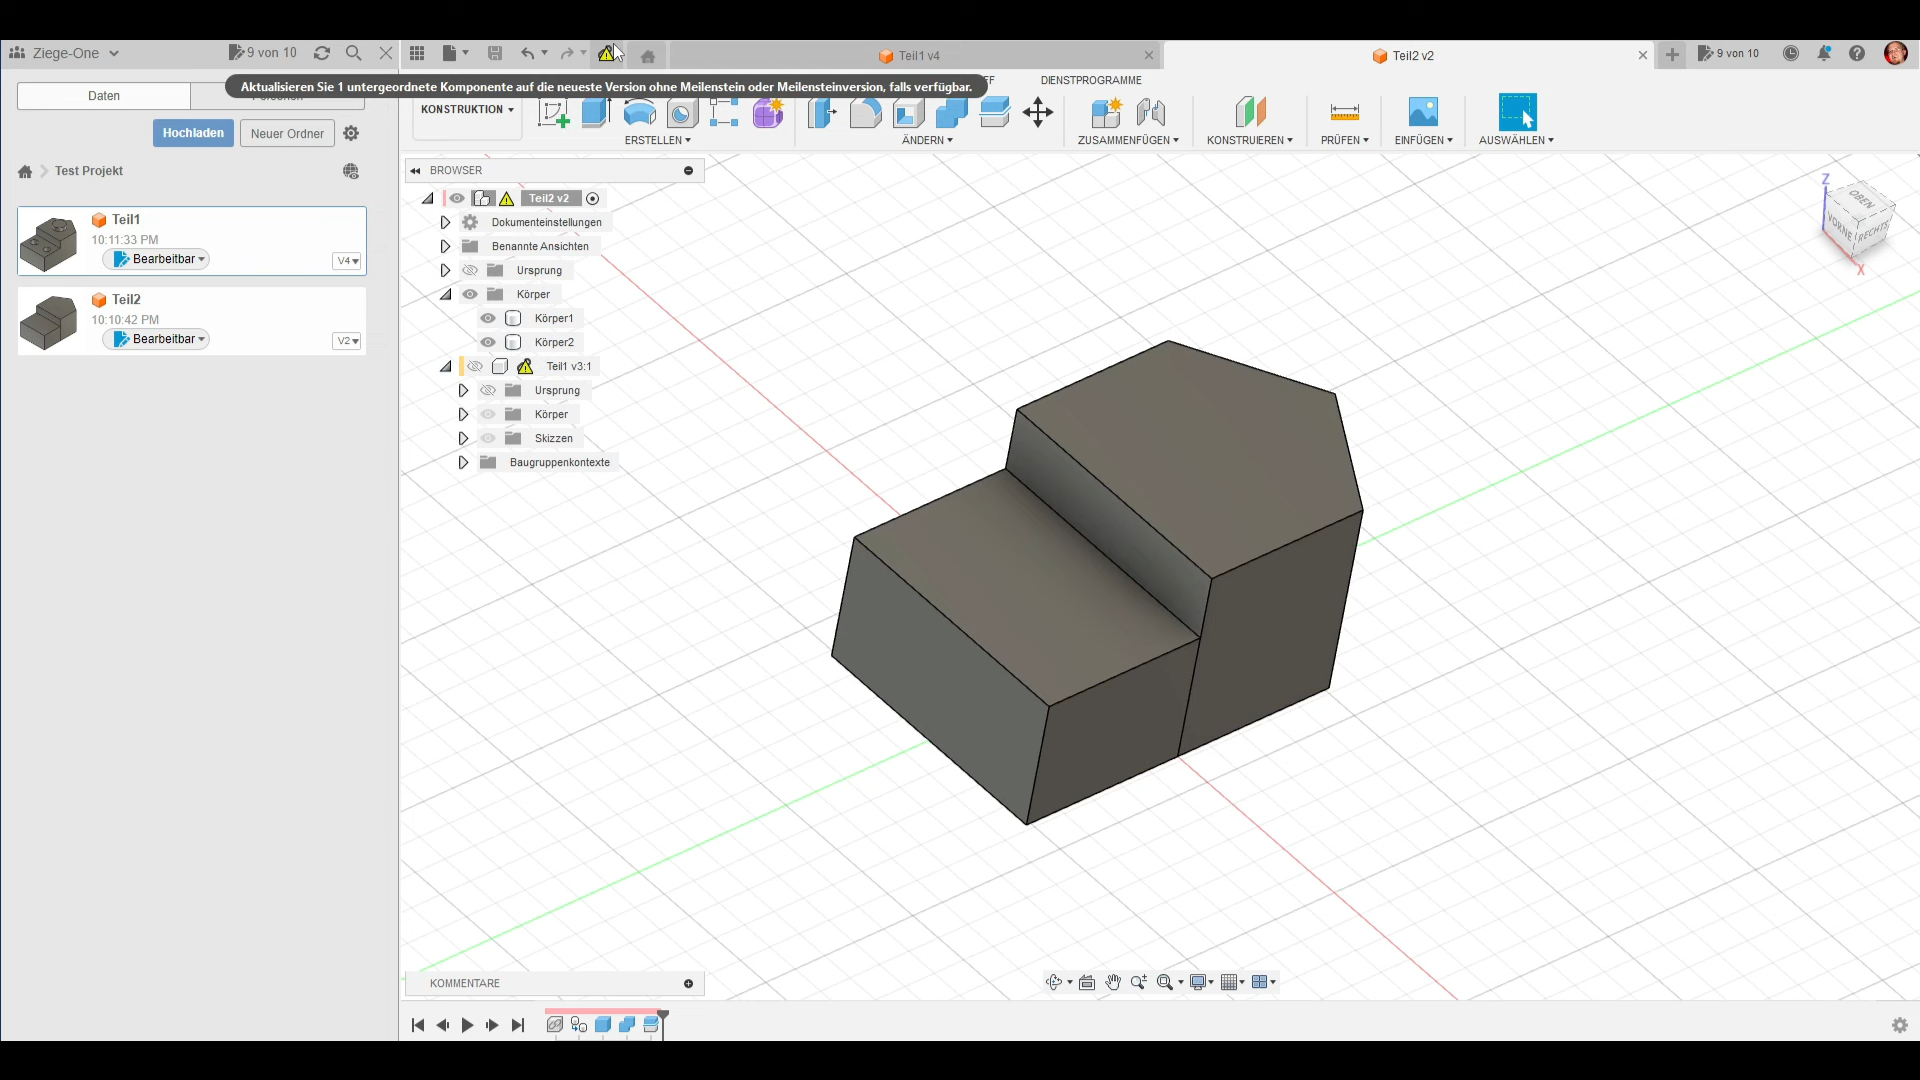 Ziege-One
9 von 10
Teil1 v4
Teil2 v2
9 von 10
Aktualisieren Sie 1 untergeordnete Komponente auf die neueste Version ohne Meilenstein oder Meilensteinversion, falls verfügbar.
DIENSTPROGRAMME
Daten
KONSTRUKTION
ERSTELLEN
ÄNDERN
ZUSAMMENFÜGEN
KONSTRUIEREN
PRÜFEN
EINFÜGEN
AUSWÄHLEN
Hochladen
Neuer Ordner
Test Projekt
Teil1
10:11:33 PM
Bearbeitbar
V4
Teil2
10:10:42 PM
Bearbeitbar
V2
BROWSER
Teil2 v2
Dokumenteinstellungen
Benannte Ansichten
Ursprung
Körper
Körper1
Körper2
Teil1 v3:1
Ursprung
Körper
Skizzen
Baugruppenkontexte
Z
OBEN
VORNE
RECHTS
X
KOMMENTARE